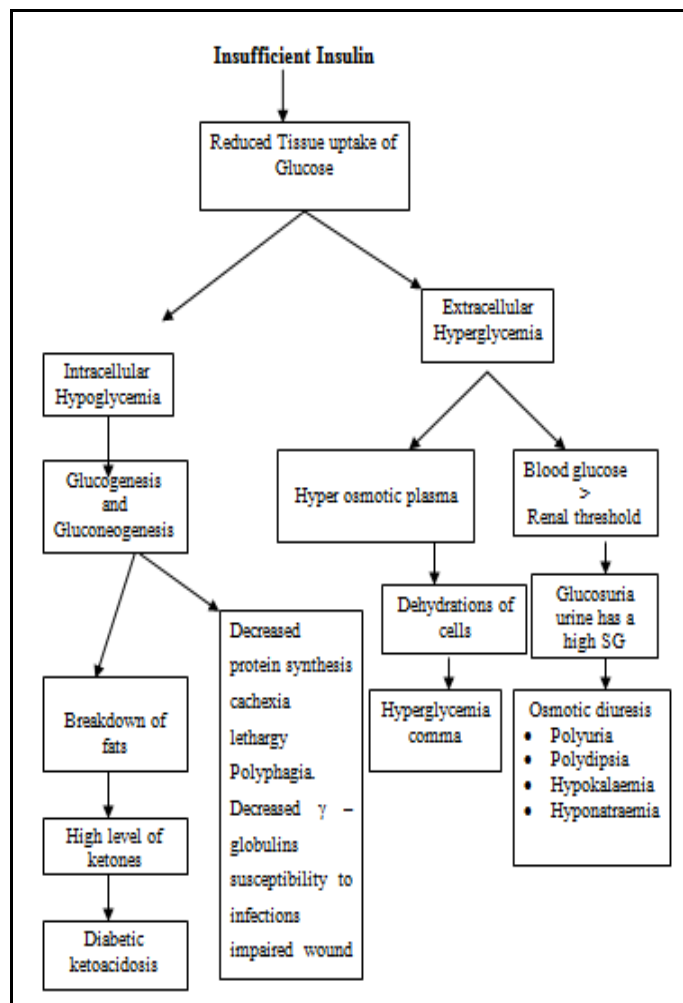 Insufficient Insulin
Reduced Tissue uptake of
Glucose
Extracellular
Hyperglycemia
Intracellular
Hypoglycemia
Glucogenesis
and
Gluconeogenesis
Hyper osmotic plasma
Blood glucose
>
Renal threshold
Dehydrations of
cells
Glucosuria
urine has a
high SG
Decreased
protein synthesis
cachexia
lethargy
Polyphagia.
Decreased γ –
globulins
susceptibility to
infections
impaired wound
Breakdown of
fats
Hyperglycemia
comma
Osmotic diuresis
• Polyuria
• Polydipsia
• Hypokalaemia
• Hyponatraemia
High level of
ketones
Diabetic
ketoacidosis